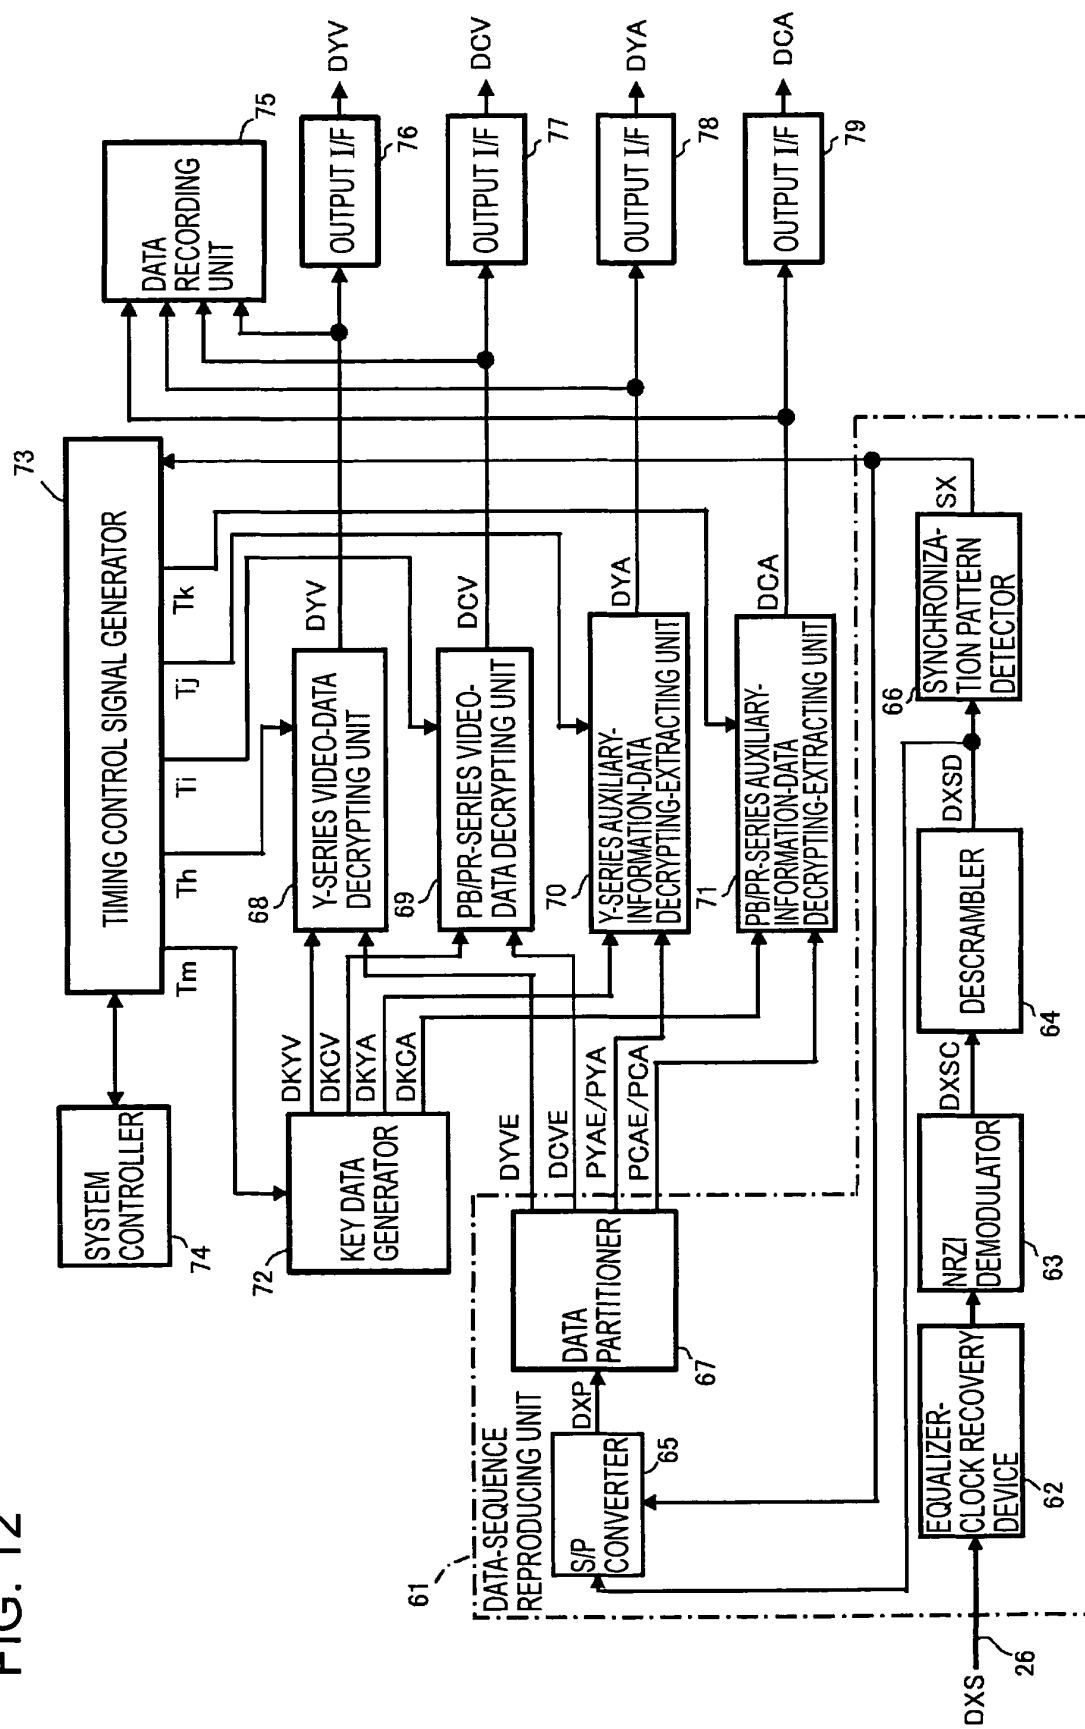 FIG. 12
SYSTEM
CONTROLLER
74
TIMING CONTROL SIGNAL GENERATOR
73
Tm
Th
Ti
Tj
Tk
DATA
RECORDING
UNIT
75
KEY DATA
GENERATOR
72
DKYV
DKCV
DKYA
DKCA
Y-SERIES VIDEO-DATA
DECRYPTING UNIT
68
DYV
OUTPUT I/F
76
DYV
PB/PR-SERIES VIDEO-
DATA DECRYPTING UNIT
69
DCV
OUTPUT I/F
77
DCV
Y-SERIES AUXILIARY-
INFORMATION-DATA
DECRYPTING-EXTRACTING UNIT
70
DYA
OUTPUT I/F
78
DYA
PB/PR-SERIES AUXILIARY-
INFORMATION-DATA
DECRYPTING-EXTRACTING UNIT
71
DCA
OUTPUT I/F
79
DCA
61
DATA-SEQUENCE
REPRODUCING UNIT
S/P
CONVERTER
65
DXP
DATA
PARTITIONER
67
DYVE
DCVE
PYAE/PYA
PCAE/PCA
DXS
26
EQUALIZER-
CLOCK RECOVERY
DEVICE
62
NRZI
DEMODULATOR
63
DXSC
DESCRAMBLER
64
DXSD
SYNCHRONIZA-
TION PATTERN
DETECTOR
66
SX